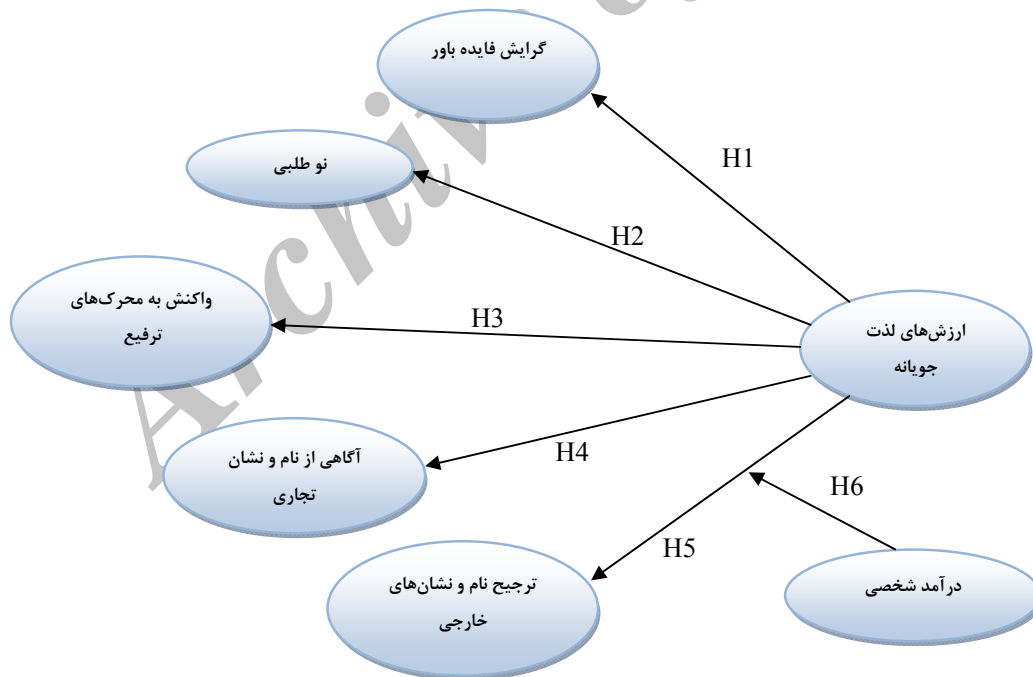 گرایش فایده باور
H1
نو طلبی
H2
واکنش به محرک‌های
ترفیع
H3
ارزش‌های لذت
جویانه
آگاهی از نام و نشان
تجاری
H4
H6
H5
ترجیح نام و نشان‌های
خارجی
درآمد شخصی